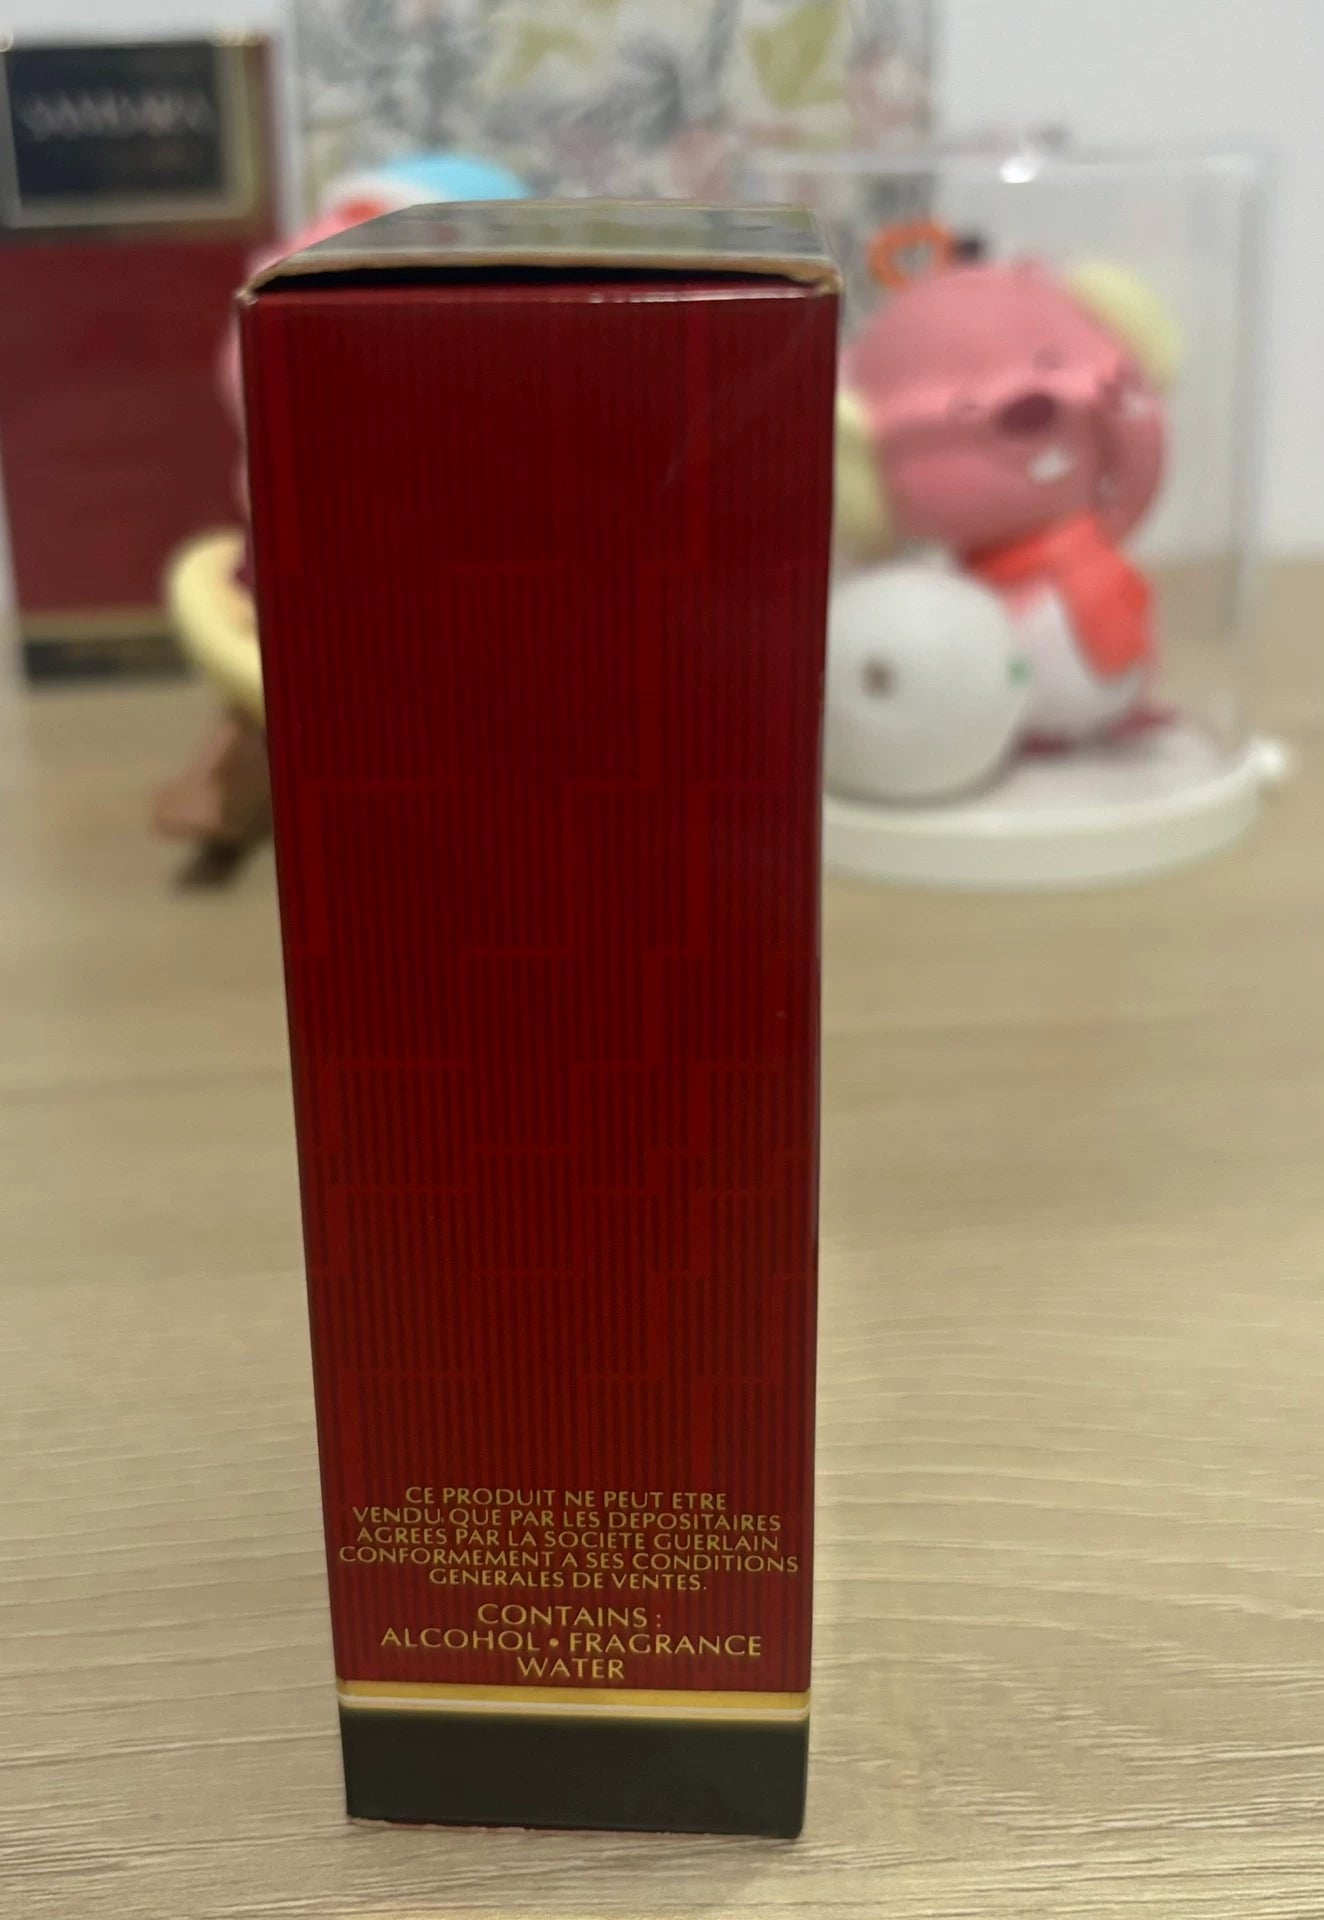 SAMSARA
CE PRODUIT NE PEUT ETRE
VENDU QUE PAR LES DEPOSITAIRES
AGREES PAR LA SOCIETE GUERLAIN
CONFORMEMENT A SES CONDITIONS
GENERALES DE VENTES.
CONTAINS :
ALCOHOL • FRAGRANCE
WATER